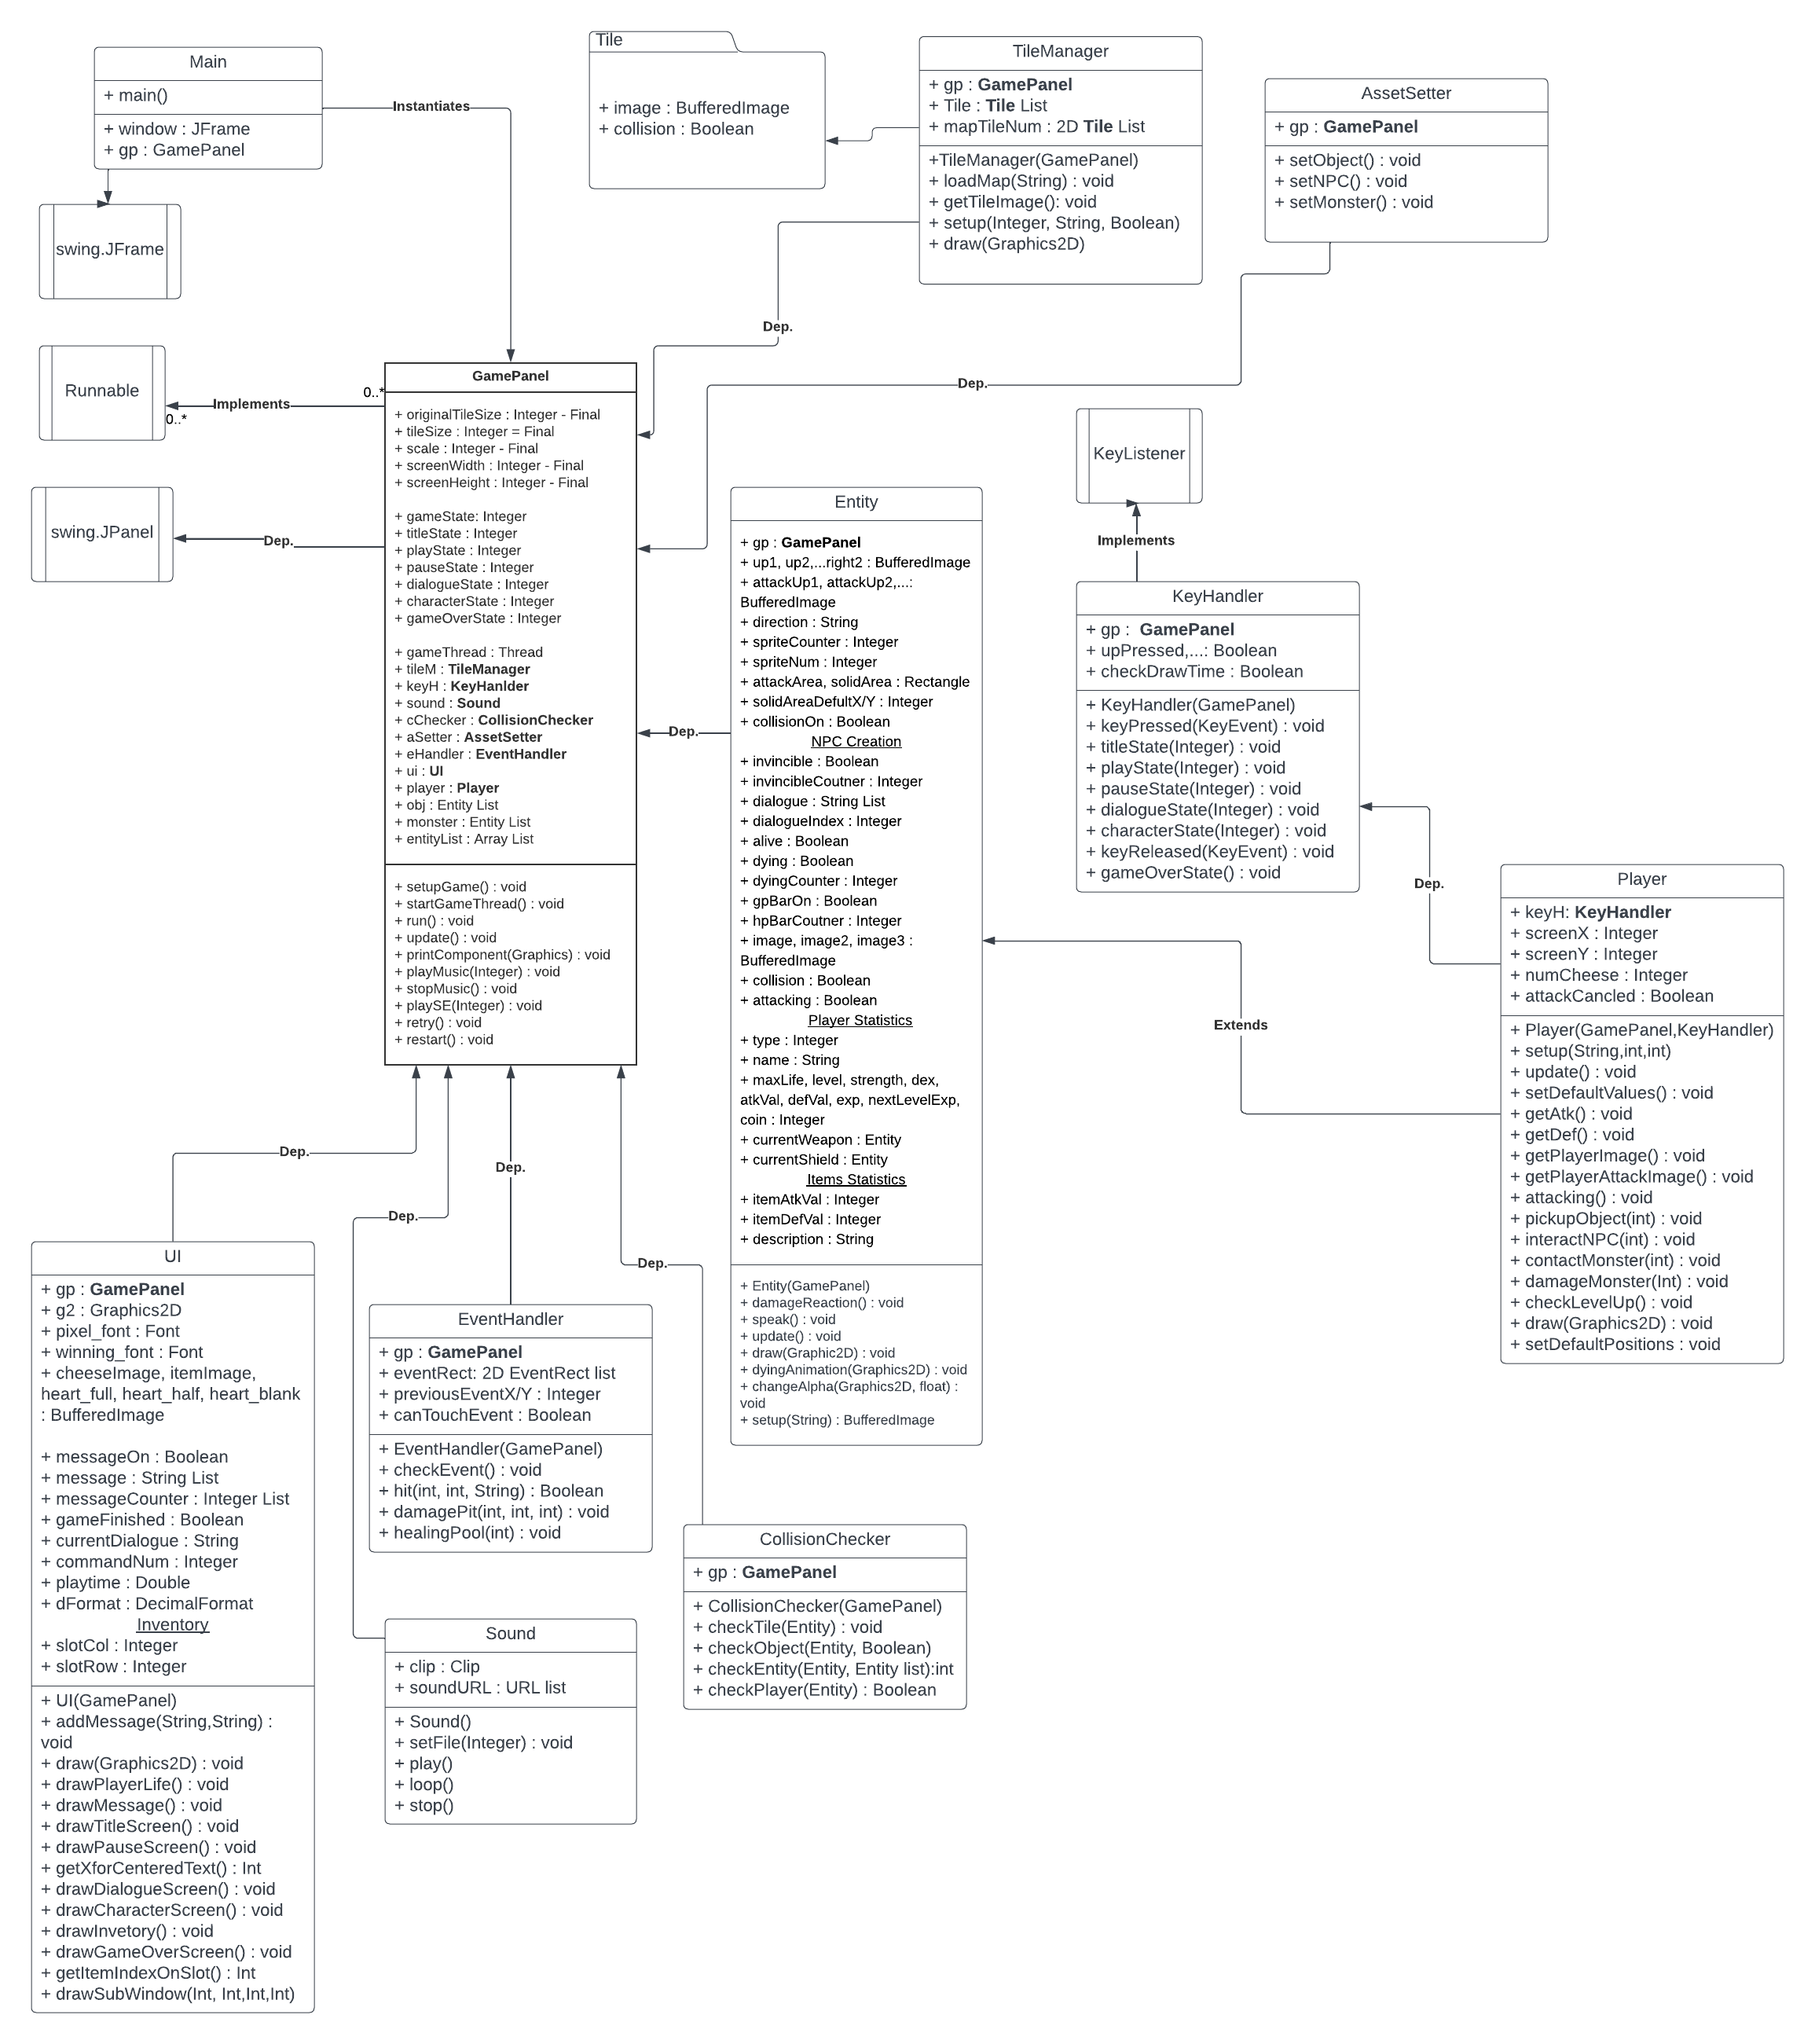 Main
+ main()
+ window : JFrame
+ gp : GamePanel
Instantiates
swing.JFrame
Tile
+ image : BufferedImage
+ collision : Boolean
TileManager
+ gp : GamePanel
+ Tile : Tile List
+ mapTileNum : 2D Tile List
+TileManager(GamePanel)
+ loadMap(String) : void
+ getTileImage(): void
+ setup(Integer, String, Boolean)
+ draw(Graphics2D)
Dep.
AssetSetter
+ gp : GamePanel
+ setObject() : void
+ setNPC() : void
+ setMonster() : void
Dep.
Runnable
Implements
0..*
0..*
swing.JPanel
Dep.
GamePanel
+ originalTileSize : Integer - Final
+ tileSize : Integer = Final
+ scale : Integer - Final
+ screenWidth : Integer - Final
+ screenHeight : Integer - Final
+ gameState: Integer
+ titleState : Integer
+ playState : Integer
+ pauseState : Integer
+ dialogueState : Integer
+ characterState : Integer
+ gameOverState : Integer
+ gameThread : Thread
+ tileM : TileManager
+ keyH : KeyHanlder
+ sound : Sound
+ cChecker : CollisionChecker
+ aSetter : AssetSetter
+ eHandler : EventHandler
+ ui : UI
+ player : Player
+ obj : Entity List
+ monster : Entity List
+ entityList : Array List
+ setupGame() : void
+ startGameThread() : void
+ run() : void
+ update() : void
+ printComponent(Graphics) : void
+ playMusic(Integer) : void
+ stopMusic() : void
+ playSE(Integer) : void
+ retry() : void
+ restart() : void
Dep.
Entity
+ gp : GamePanel
+ up1, up2,...right2 : BufferedImage
+ attackUp1, attackUp2,...:
BufferedImage
+ direction : String
+ spriteCounter : Integer
+ spriteNum : Integer
+ attackArea, solidArea : Rectangle
+ solidAreaDefultX/Y : Integer
+ collisionOn : Boolean
NPC Creation
+ invincible : Boolean
+ invincibleCoutner : Integer
+ dialogue : String List
+ dialogueIndex : Integer
+ alive : Boolean
+ dying : Boolean
+ dyingCounter : Integer
+ gpBarOn : Boolean
+ hpBarCoutner : Integer
+ image, image2, image3 :
BufferedImage
+ collision : Boolean
+ attacking : Boolean
Player Statistics
+ type : Integer
+ name : String
+ maxLife, level, strength, dex,
atkVal, defVal, exp, nextLevelExp,
coin : Integer
+ currentWeapon : Entity
+ currentShield : Entity
Items Statistics
+ itemAtkVal : Integer
+ itemDefVal : Integer
+ description : String
+ Entity(GamePanel)
+ damageReaction() : void
+ speak() : void
+ update() : void
+ draw(Graphic2D) : void
+ dyingAnimation(Graphics2D) : void
+ changeAlpha(Graphics2D, float) :
void
+ setup(String) : BufferedImage
KeyListener
Implements
KeyHandler
+ gp :  GamePanel
+ upPressed,...: Boolean
+ checkDrawTime : Boolean
+ KeyHandler(GamePanel)
+ keyPressed(KeyEvent) : void
+ titleState(Integer) : void
+ playState(Integer) : void
+ pauseState(Integer) : void
+ dialogueState(Integer) : void
+ characterState(Integer) : void
+ keyReleased(KeyEvent) : void
+ gameOverState() : void
Dep.
Extends
Player
+ keyH: KeyHandler
+ screenX : Integer
+ screenY : Integer
+ numCheese : Integer
+ attackCancled : Boolean
+ Player(GamePanel,KeyHandler)
+ setup(String,int,int)
+ update() : void
+ setDefaultValues() : void
+ getAtk() : void
+ getDef() : void
+ getPlayerImage() : void
+ getPlayerAttackImage() : void
+ attacking() : void
+ pickupObject(int) : void
+ interactNPC(int) : void
+ contactMonster(int) : void
+ damageMonster(Int) : void
+ checkLevelUp() : void
+ draw(Graphics2D) : void
+ setDefaultPositions : void
Dep.
Dep.
Dep.
Dep.
UI
+ gp : GamePanel
+ g2 : Graphics2D
+ pixel_font : Font
+ winning_font : Font
+ cheeseImage, itemImage,
heart_full, heart_half, heart_blank
: BufferedImage
+ messageOn : Boolean
+ message : String List
+ messageCounter : Integer List
+ gameFinished : Boolean
+ currentDialogue : String
+ commandNum : Integer
+ playtime : Double
+ dFormat : DecimalFormat
Inventory
+ slotCol : Integer
+ slotRow : Integer
+ UI(GamePanel)
+ addMessage(String,String) :
void
+ draw(Graphics2D) : void
+ drawPlayerLife() : void
+ drawMessage() : void
+ drawTitleScreen() : void
+ drawPauseScreen() : void
+ getXforCenteredText() : Int
+ drawDialogueScreen() : void
+ drawCharacterScreen() : void
+ drawInvetory() : void
+ drawGameOverScreen() : void
+ getItemIndexOnSlot() : Int
+ drawSubWindow(Int, Int,Int,Int)
EventHandler
+ gp : GamePanel
+ eventRect: 2D EventRect list
+ previousEventX/Y : Integer
+ canTouchEvent : Boolean
+ EventHandler(GamePanel)
+ checkEvent() : void
+ hit(int, int, String) : Boolean
+ damagePit(int, int, int) : void
+ healingPool(int) : void
Sound
+ clip : Clip
+ soundURL : URL list
+ Sound()
+ setFile(Integer) : void
+ play()
+ loop()
+ stop()
CollisionChecker
+ gp : GamePanel
+ CollisionChecker(GamePanel)
+ checkTile(Entity) : void
+ checkObject(Entity, Boolean)
+ checkEntity(Entity, Entity list):int
+ checkPlayer(Entity) : Boolean